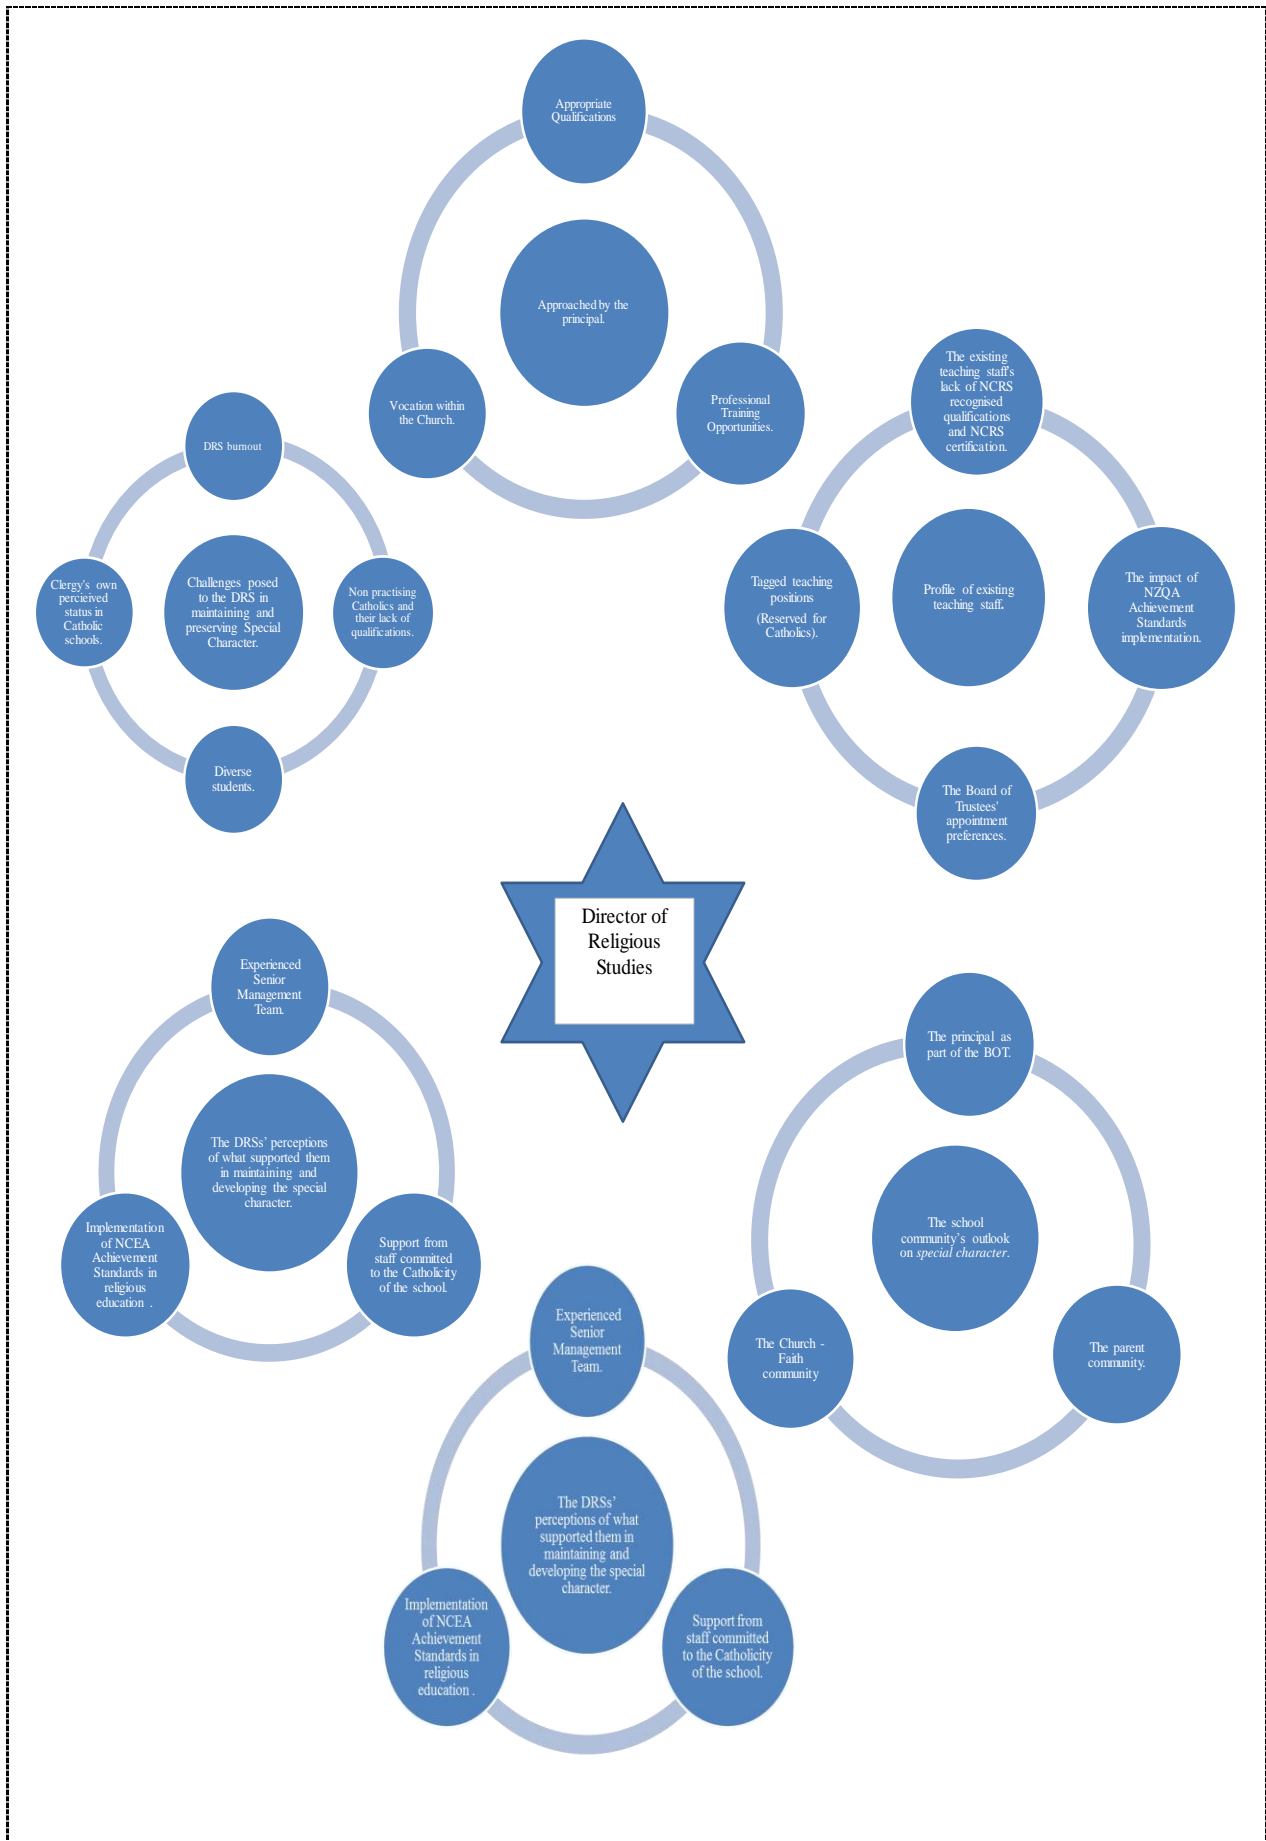 Appropriate
Qualifications
Approached by the
principal.
Vocation within
the Church.
Professional
Training
Opportunities.
DRS burnout
Clergy's own
percieived
status in
Catholic
schools.
Challenges posed
to the DRS in
maintaining and
preserving Special
Character.
Non practising
Catholics and
their lack of
qualifications.
Diverse
students.
The existing
teaching staff's
lack of NCRS
recognised
qualifications
and NCRS
certification.
Tagged teaching
positions
(Reserved for
Catholics).
Profile of existing
teaching staff.
The impact of
NZQA
Achievement
Standards
implementation.
The Board of
Trustees'
appointment
preferences.
Director of
Religious
Studies
Experienced
Senior
Management
Team.
The DRSs' perceptions
of what supported them
in maintaining and
developing the special
character.
Implementation
of NCEA
Achievement
Standards in
religious
education .
Support from
staff committed
to the Catholicity
of the school.
The principal as
part of the BOT.
The school
community's outlook
on special character.
The Church -
Faith
community
The parent
community.
Experienced
Senior
Management
Team.
The DRSs'
perceptions of what
supported them in
maintaining and
developing the special
character.
Implementation
of NCEA
Achievement
Standards in
religious
education .
Support from
staff committed
to the Catholicity
of the school.